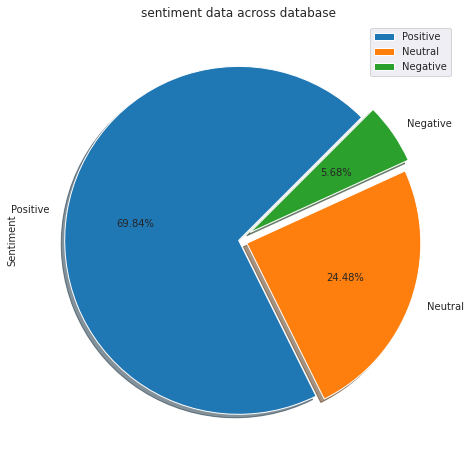 sentiment data across database
Positive
Neutral
Negative
Negative
5.68%
Positive
69.84%
Sentiment
24.48%
Neutral